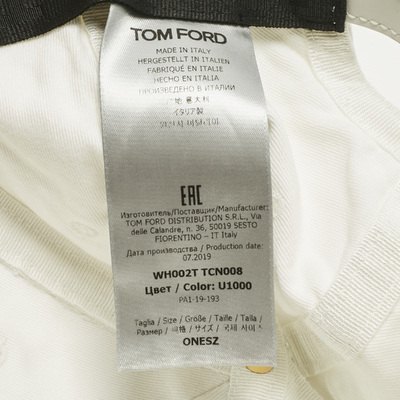 TOM FORD
MADE IN ITALY
HERGESTELLT IN ITALIEN
FABRIQUÉ EN ITALIE
HECHO EN ITALIA
ПРОИЗВЕДЕНО В ИТАЛИИ
意大利
イタリア製
EAC
Изготовитель/Поставщик/Manufacturer:
TOM FORD DISTRIBUTION S.R.L., Via
delle Calandre, n. 36, 50019 SESTO
FIORENTINO – IT Italy
Дата производства / Production date:
07.2019
WH002T TCN008
Цвет / Color: U1000
PA1-19-193
Taglia / Size / Größe / Taille / Talla /
Размер / / サイズ /
ONESZ